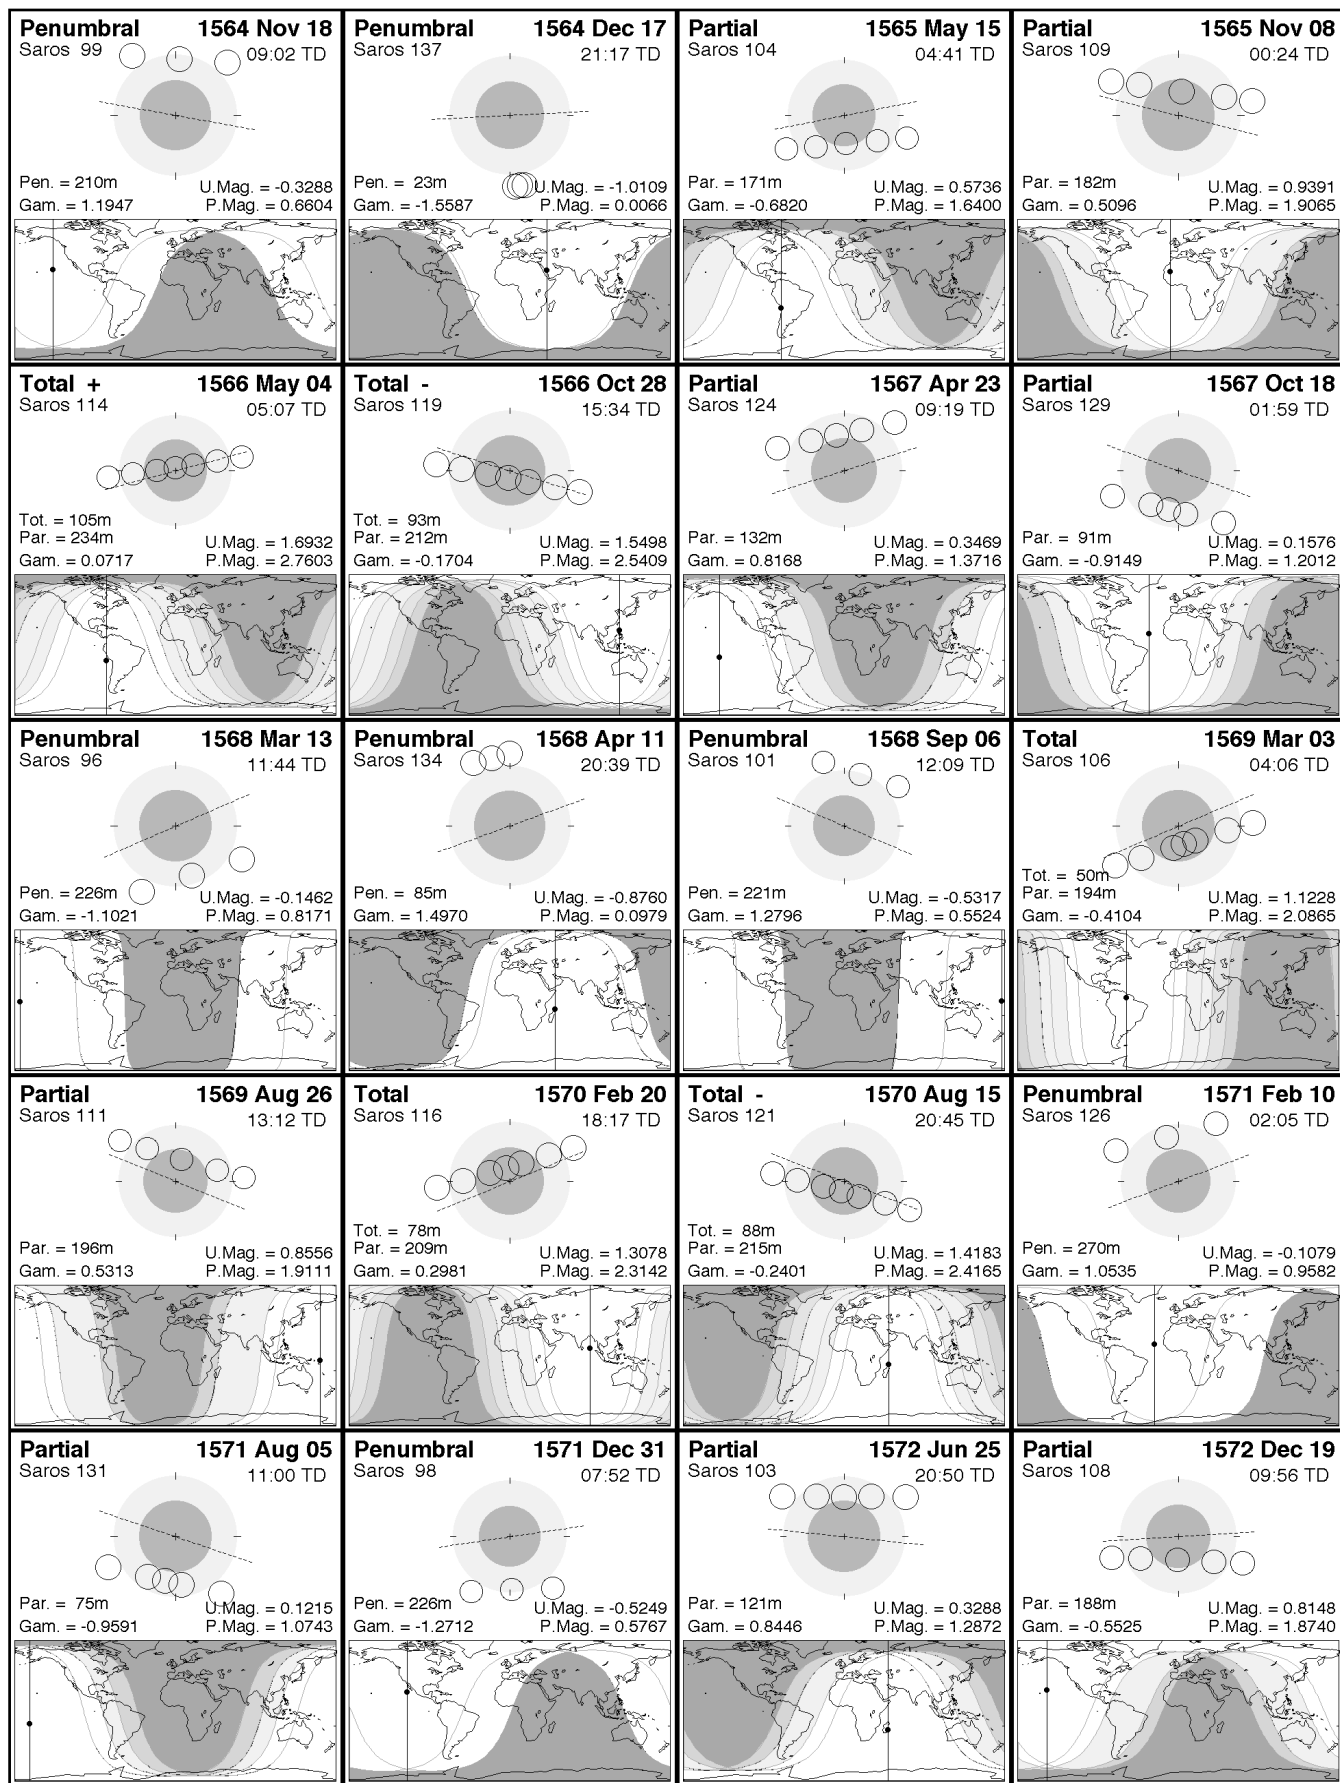 Penumbral 1564 Nov 18
Saros 99 09:02 TD
Pen. = 210m U.Mag. = -0.3288
Gam. = 1.1947 P.Mag. = 0.6604
Penumbral 1564 Dec 17
Saros 137 21:17 TD
Pen. = 23m U.Mag. = -1.0109
Gam. = -1.5587 P.Mag. = 0.0066
Partial 1565 May 15
Saros 104 04:41 TD
Par. = 171m U.Mag. = 0.5736
Gam. = -0.6820 P.Mag. = 1.6400
Partial 1565 Nov 08
Saros 109 00:24 TD
Par. = 182m U.Mag. = 0.9391
Gam. = 0.5096 P.Mag. = 1.9065
Total + 1566 May 04
Saros 114 05:07 TD
Tot. = 105m
Par. = 234m U.Mag. = 1.6932
Gam. = 0.0717 P.Mag. = 2.7603
Total - 1566 Oct 28
Saros 119 15:34 TD
Tot. = 93m
Par. = 212m U.Mag. = 1.5498
Gam. = -0.1704 P.Mag. = 2.5409
Partial 1567 Apr 23
Saros 124 09:19 TD
Par. = 132m U.Mag. = 0.3469
Gam. = 0.8168 P.Mag. = 1.3716
Partial 1567 Oct 18
Saros 129 01:59 TD
Par. = 91m U.Mag. = 0.1576
Gam. = -0.9149 P.Mag. = 1.2012
Penumbral 1568 Mar 13
Saros 96 11:44 TD
Pen. = 226m U.Mag. = -0.1462
Gam. = -1.1021 P.Mag. = 0.8171
Penumbral 1568 Apr 11
Saros 134 20:39 TD
Pen. = 85m U.Mag. = -0.8760
Gam. = 1.4970 P.Mag. = 0.0979
Penumbral 1568 Sep 06
Saros 101 12:09 TD
Pen. = 221m U.Mag. = -0.5317
Gam. = 1.2796 P.Mag. = 0.5524
Total 1569 Mar 03
Saros 106 04:06 TD
Tot. = 50m
Par. = 194m U.Mag. = 1.1228
Gam. = -0.4104 P.Mag. = 2.0865
Partial 1569 Aug 26
Saros 111 13:12 TD
Par. = 196m U.Mag. = 0.8556
Gam. = 0.5313 P.Mag. = 1.9111
Total 1570 Feb 20
Saros 116 18:17 TD
Tot. = 78m
Par. = 209m U.Mag. = 1.3078
Gam. = 0.2981 P.Mag. = 2.3142
Total - 1570 Aug 15
Saros 121 20:45 TD
Tot. = 88m
Par. = 215m U.Mag. = 1.4183
Gam. = -0.2401 P.Mag. = 2.4165
Penumbral 1571 Feb 10
Saros 126 02:05 TD
Pen. = 270m U.Mag. = -0.1079
Gam. = 1.0535 P.Mag. = 0.9582
Partial 1571 Aug 05
Saros 131 11:00 TD
Par. = 75m U.Mag. = 0.1215
Gam. = -0.9591 P.Mag. = 1.0743
Penumbral 1571 Dec 31
Saros 98 07:52 TD
Pen. = 226m U.Mag. = -0.5249
Gam. = -1.2712 P.Mag. = 0.5767
Partial 1572 Jun 25
Saros 103 20:50 TD
Par. = 121m U.Mag. = 0.3288
Gam. = 0.8446 P.Mag. = 1.2872
Partial 1572 Dec 19
Saros 108 09:56 TD
Par. = 188m U.Mag. = 0.8148
Gam. = -0.5525 P.Mag. = 1.8740